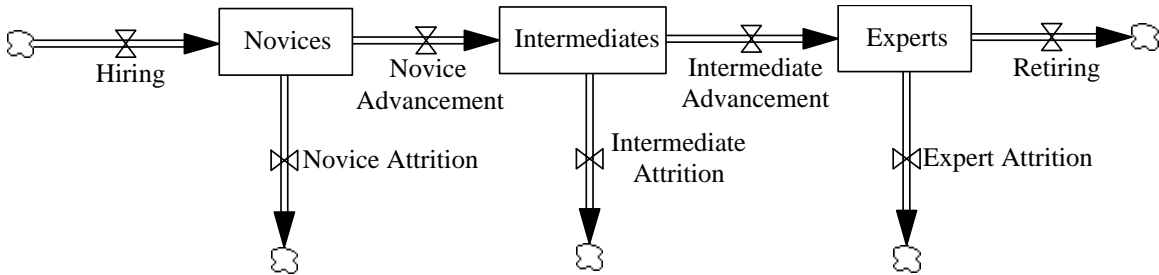 Novices
Intermediates
Experts
Hiring
Novice
Advancement
Intermediate
Advancement
Retiring
Novice Attrition
Intermediate
Attrition
Expert Attrition